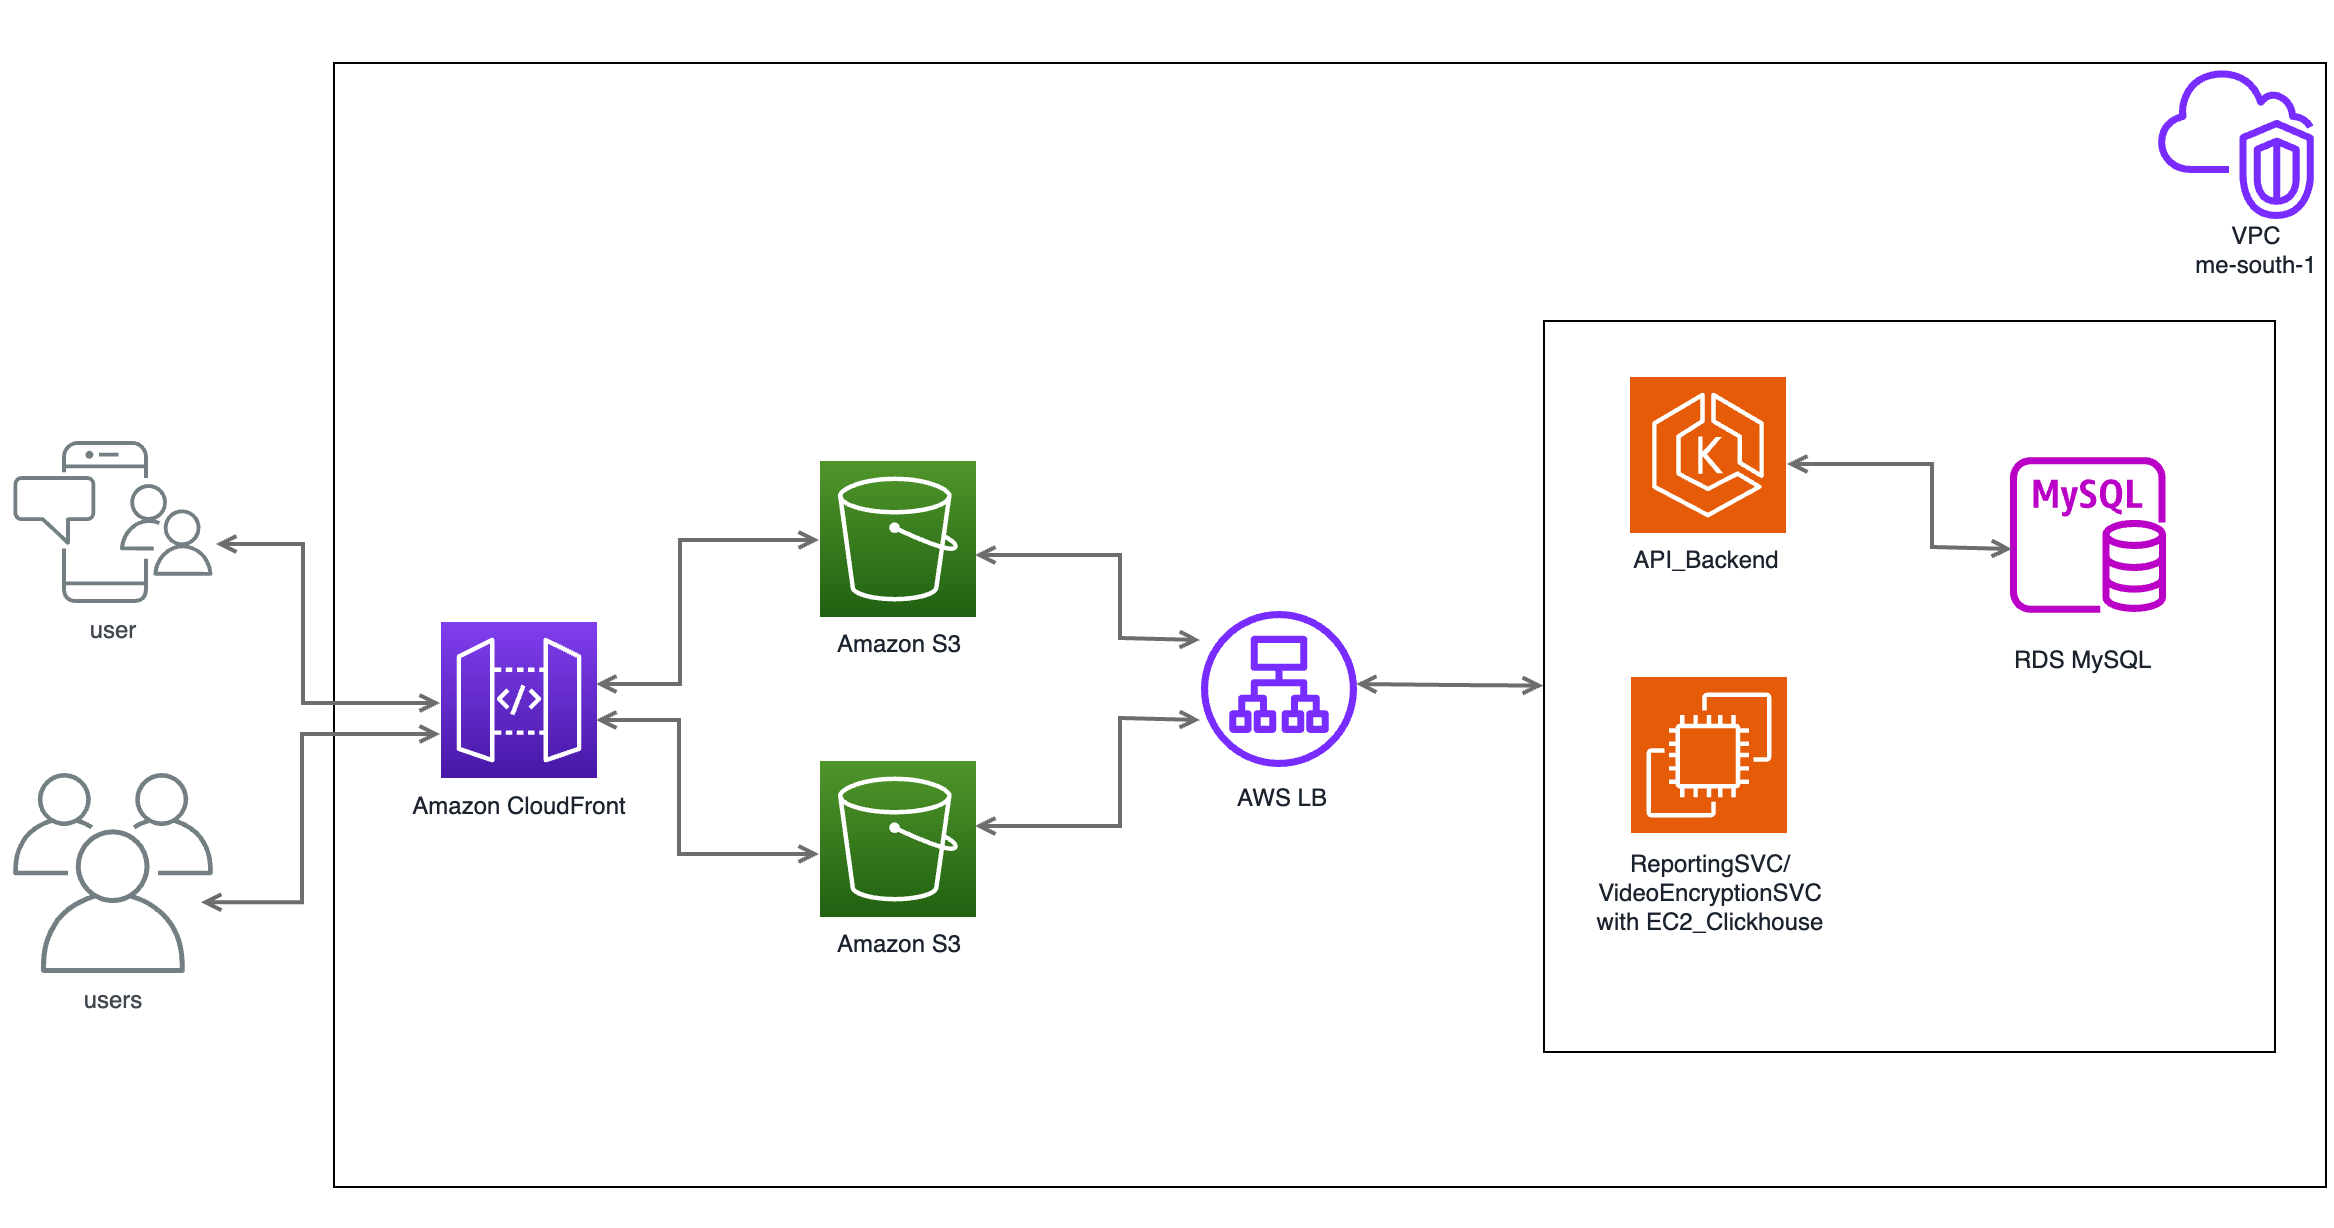 VPC
me-south-1
user
users
</>
Amazon CloudFront
Amazon S3
Amazon S3
AWS LB
K
API_Backend
MySQL
RDS MySQL
ReportingSVC/
VideoEncryptionSVC
with EC2_Clickhouse